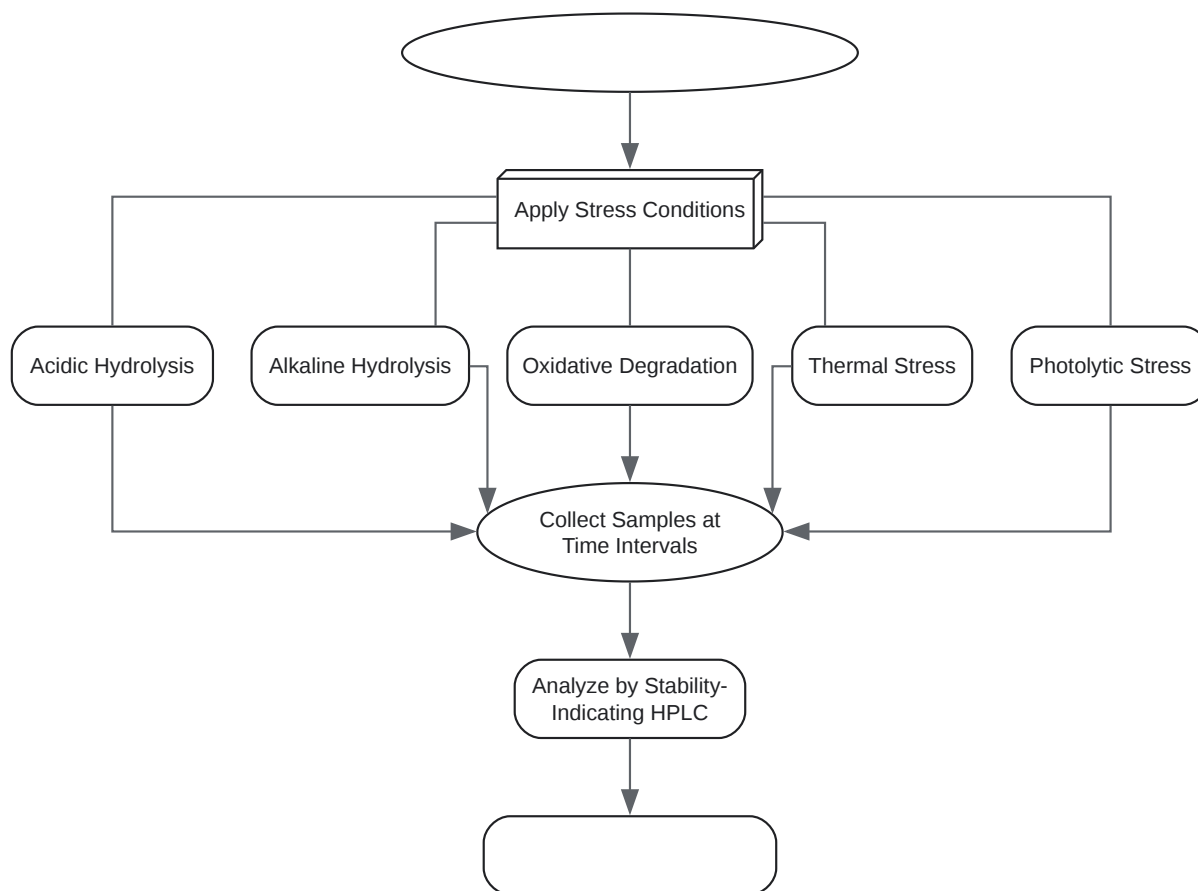 Apply Stress Conditions
Acidic Hydrolysis
Alkaline Hydrolysis
Oxidative Degradation
Thermal Stress
Photolytic Stress
Collect Samples at
Time Intervals
Analyze by Stability-
Indicating HPLC